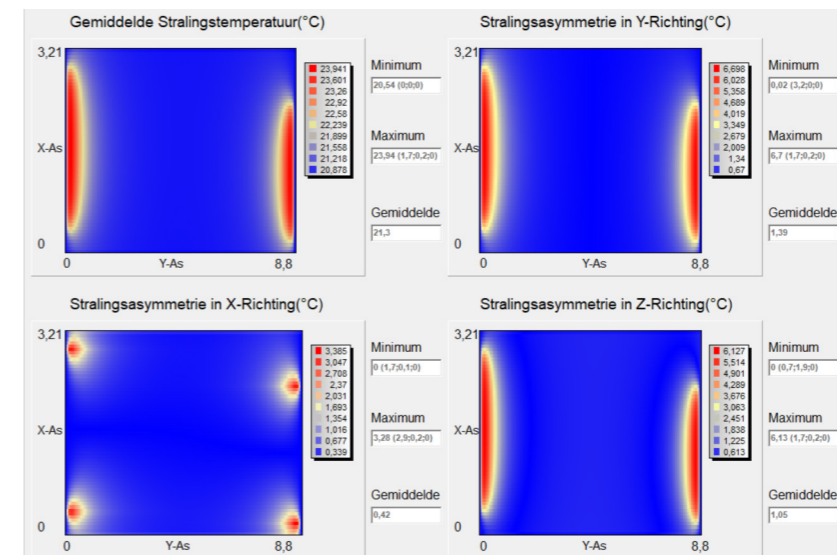 Gemiddelde Stralingstemperatuur(°C)
3,21
X-As
0
0
Y-As
8,8
23,941
23,601
23,26
22,92
22,58
22,239
21,899
21,558
21,218
20,878
Minimum
20,54 (0;0;0)
Maximum
23,94 (1,7;0,2;0)
Gemiddelde
21,3
Stralingsasymmetrie in Y-Richting(°C)
3,21
X-As
0
0
Y-As
8,8
6,698
6,028
5,358
4,689
4,019
3,349
2,679
2,009
1,34
0,67
Minimum
0,02 (3,2;0;0)
Maximum
6,7 (1,7;0,2;0)
Gemiddelde
1,39
Stralingsasymmetrie in X-Richting(°C)
3,21
X-As
0
0
Y-As
8,8
3,385
3,047
2,708
2,37
2,031
1,693
1,354
1,016
0,677
0,339
Minimum
0 (1,7;0,1;0)
Maximum
3,28 (2,9;0,2;0)
Gemiddelde
0,42
Stralingsasymmetrie in Z-Richting(°C)
3,21
X-As
0
0
Y-As
8,8
6,127
5,514
4,901
4,289
3,676
3,063
2,451
1,838
1,225
0,613
Minimum
0 (0,7;1,9;0)
Maximum
6,13 (1,7;0,2;0)
Gemiddelde
1,05